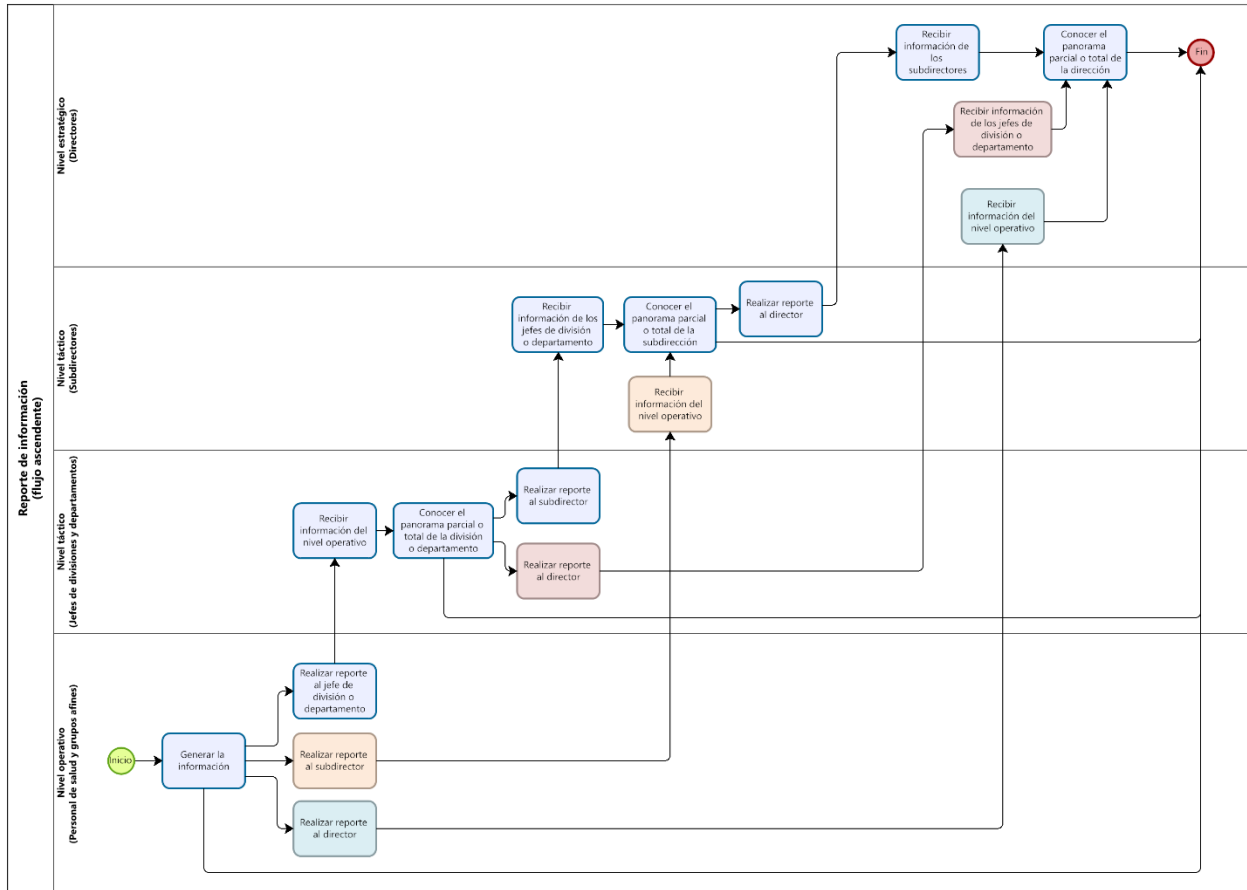 Reporte de información
(flujo ascendente)
Nivel estratégico
(Directores)
Recibir
información de
los
subdirectores
Conocer el
panorama
parcial o total de
la dirección
Fin
Recibir información
de los jefes de
división o
departamento
Recibir
información del
nivel operativo
Nivel táctico
(Subdirectores)
Recibir
información de los
jefes de división
o departamento
Conocer el
panorama parcial
o total de la
subdirección
Realizar reporte
al director
Recibir
información del
nivel operativo
Nivel táctico
(Jefes de divisiones y departamentos)
Recibir
información del
nivel operativo
Conocer el
panorama parcial o
total de la división
o departamento
Realizar reporte
al subdirector
Realizar reporte
al director
Nivel operativo
(Personal de salud y grupos afines)
Inicio
Generar la
información
Realizar reporte
al jefe de
división o
departamento
Realizar reporte
al subdirector
Realizar reporte
al director